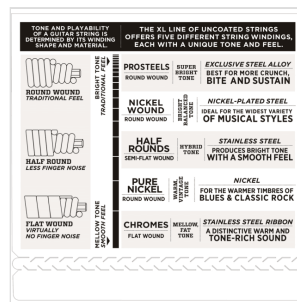 TONE AND PLAYABILITY
OF A GUITAR STRING IS
DETERMINED BY ITS WINDING
SHAPE AND MATERIAL.
THE XL LINE OF UNCOATED STRINGS
OFFERS FIVE DIFFERENT STRING WINDINGS,
EACH WITH A UNIQUE TONE AND FEEL.
ROUND WOUND
TRADITIONAL FEEL
HALF ROUND
LESS FINGER NOISE
FLAT WOUND
VIRTUALLY
NO FINGER NOISE
BRIGHT TONE
TRADITIONAL FEEL
MELLOW TONE
SMOOTH FEEL
PROSTEELS
ROUND WOUND
SUPER
BRIGHT
TONE
EXCLUSIVE STEEL ALLOY
BEST FOR MORE CRUNCH,
BITE AND SUSTAIN
NICKEL
WOUND
ROUND WOUND
BRIGHT
BALANCED
TONE
NICKEL-PLATED STEEL
IDEAL FOR THE WIDEST VARIETY
OF MUSICAL STYLES
HALF
ROUNDS
SEMI-FLAT WOUND
HYBRID
TONE
STAINLESS STEEL
PRODUCES BRIGHT TONE
WITH A SMOOTH FEEL
PURE
NICKEL
ROUND WOUND
WARM
VINTAGE
TONE
NICKEL
FOR THE WARMER TIMBRES OF
BLUES & CLASSIC ROCK
CHROMES
FLAT WOUND
MELLOW,
FAT
TONE
STAINLESS STEEL RIBBON
A DISTINCTIVE WARM AND
TONE-RICH SOUND